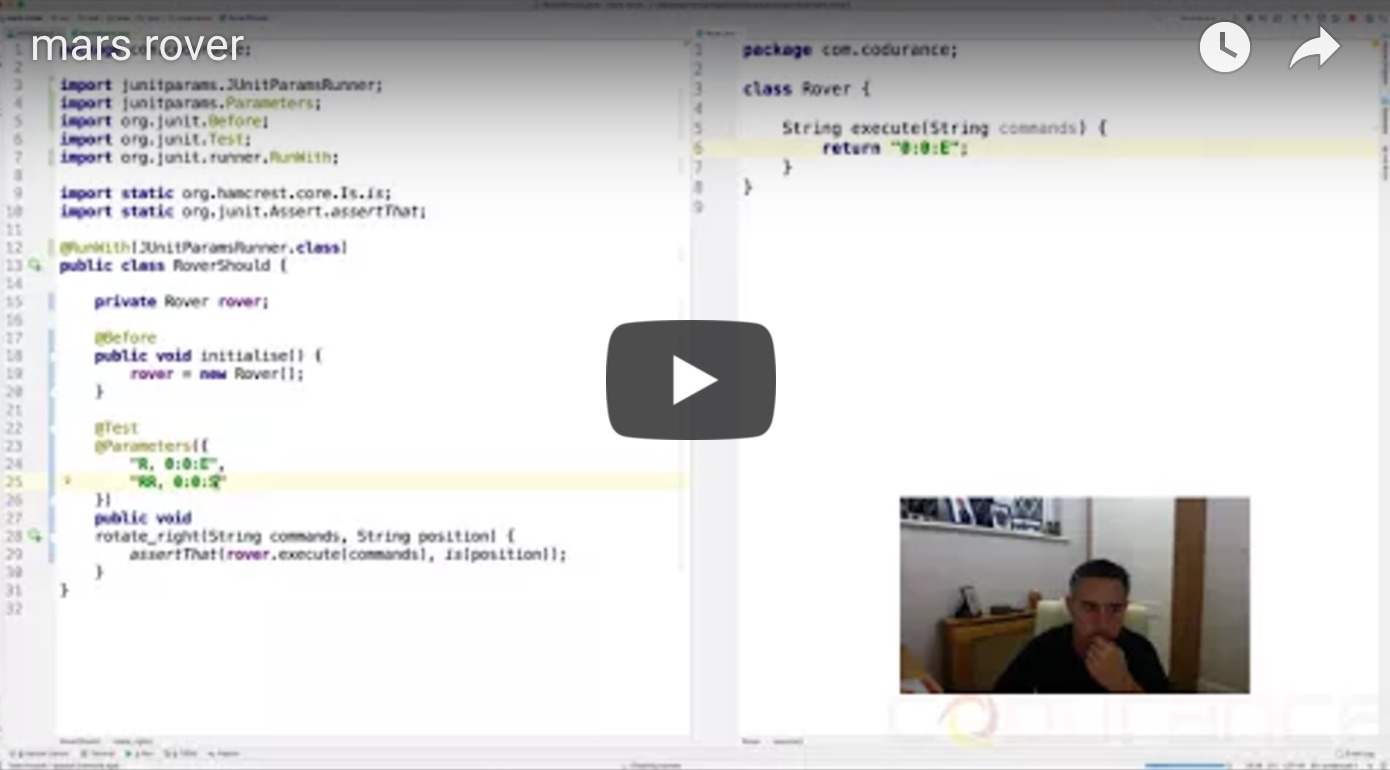 mars rover
1
2
3 import junitparams.JUnitParamsRunner;
4 import junitparams.Parameters;
5 import org.junit.Before;
6 import org.junit.Test;
7 import org.junit.runner.RunWith;
8
9 import static org.hamcrest.core.Is.is;
10 import static org.junit.Assert.assertThat;
11
12 @RunWith(JUnitParamsRunner.class)
13 public class RoverShould {
14
15 private Rover rover;
16
17 @Before
18 public void initialise() {
19 rover = new Rover();
20 }
21
22 @Test
23 @Parameters({
24 "R, 0:0:E",
25 "RR, 0:0:S"
26 })
27 public void
28 rotate_right(String commands, String position) {
29 assertThat(rover.execute(commands), is(position));
30 }
31 }
32
1 package com.codurance;
2
3 class Rover {
4
5 String execute(String commands) {
6 return "0:0:E";
7 }
8 }
9